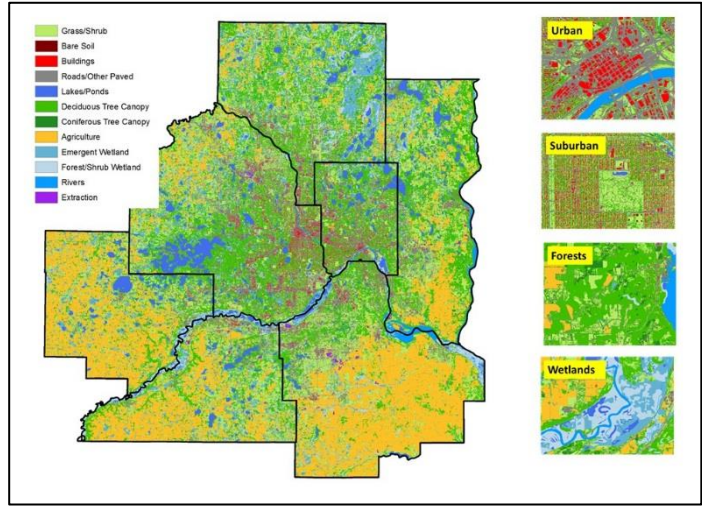 Grass/Shrub
Bare Soil
Buildings
Roads/Other Paved
Lakes/Ponds
Deciduous Tree Canopy
Coniferous Tree Canopy
Agriculture
Emergent Wetland
Forest/Shrub Wetland
Rivers
Extraction
Urban
Suburban
Forests
Wetlands